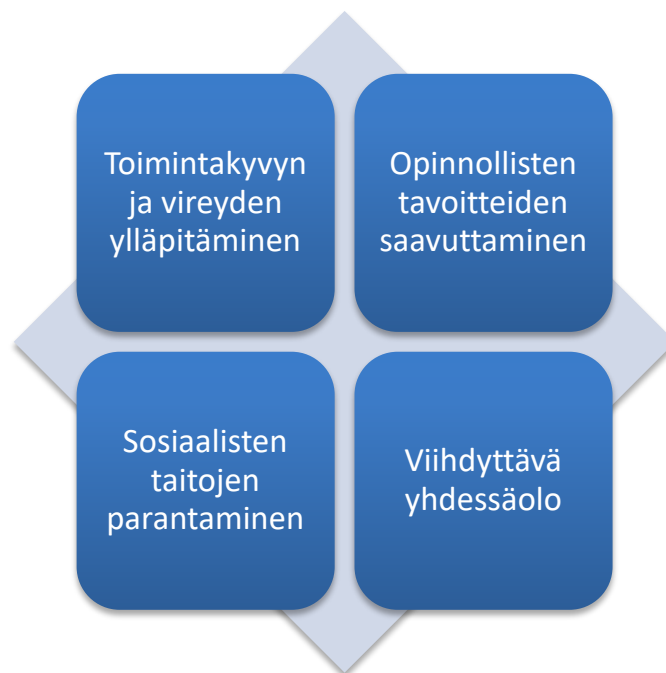 Toimintakyvyn
ja vireyden
ylläpitäminen
Opinnollisten
tavoitteiden
saavuttaminen
Sosiaalisten
taitojen
parantaminen
Viihdyttävä
yhdessäolo